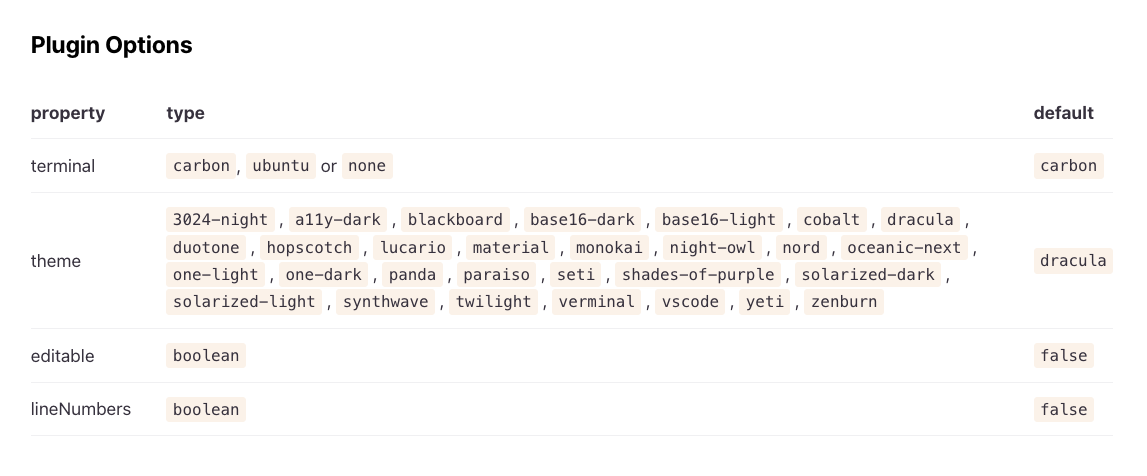 Plugin Options
property type default
terminal carbon, ubuntu or none carbon
3024-night, a11y-dark, blackboard, base16-dark, base16-light, cobalt, dracula,
duotone, hopscotch, lucario, material, monokai, night-owl, nord, oceanic-next,
theme dracula
one-light, one-dark, panda, paraiso, seti, shades-of-purple, solarized-dark,
solarized-light, synthwave, twilight, verminal, vscode, yeti, zenburn
editable boolean false
lineNumbers boolean false